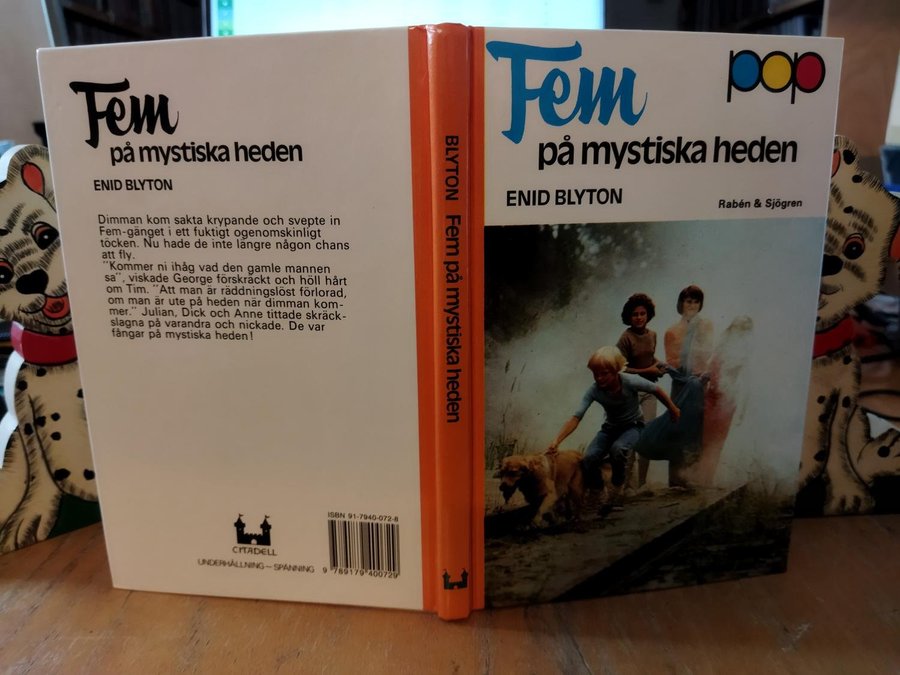 Fem
på mystiska heden
ENID BLYTON
Dimman kom sakta krypande och svepte in
Fem-gänget i ett fuktigt ogenomskinligt
töcken. Nu hade de inte längre någon chans
att fly.
"Kommer ni ihåg vad den gamle mannen
sa", viskade George förskräckt och höll hårt
om Tim. "Att man är räddningslöst förlorad,
om man är ute på heden när dimman kom-
mer." Julian, Dick och Anne tittade skräck-
slagna på varandra och nickade. De var
fångar på mystiska heden!
ISBN 91-7940-072-8
CITADELL
UNDERHÅLLNING – SPÄNNING
9 789179 400729
BLYTON Fem på mystiska heden
Fem
på mystiska heden
pop
ENID BLYTON
Rabén & Sjögren